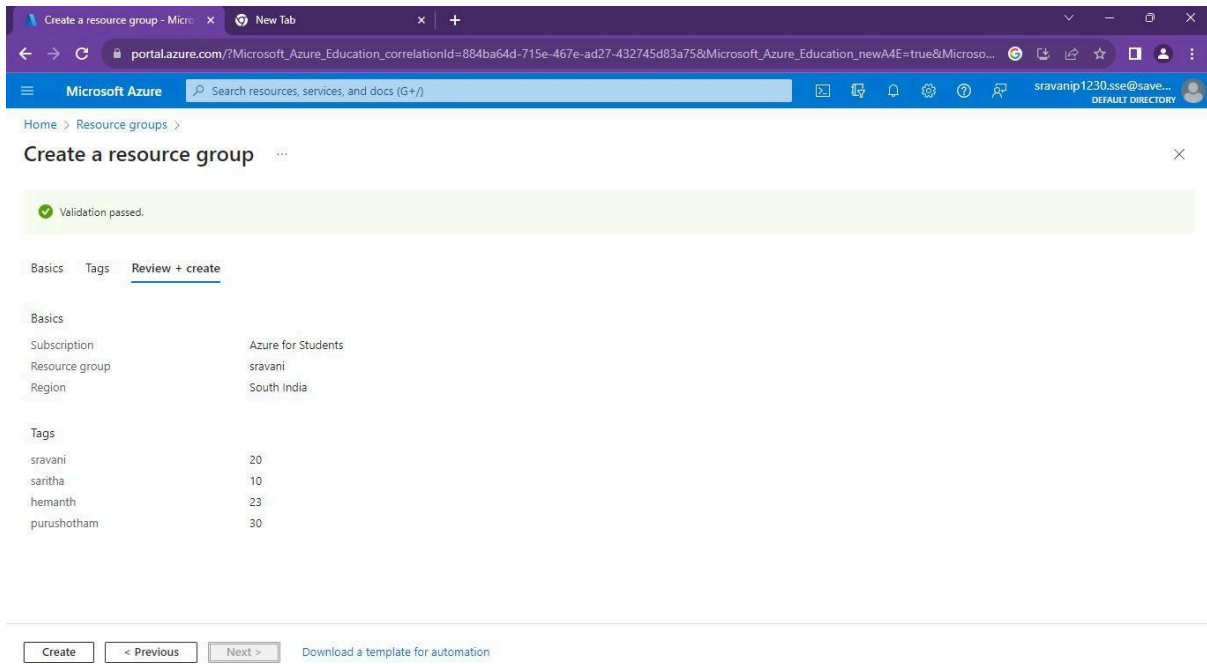 Create a resource group - Micro
New Tab
portal.azure.com/?Microsoft_Azure_Education_correlationId=884ba64d-715e-467e-ad27-432745d83a75&Microsoft_Azure_Education_newA4E=true&Microso...
Microsoft Azure
Search resources, services, and docs (G+/)
sravanip1230.sse@save...
DEFAULT DIRECTORY
Home > Resource groups >
Create a resource group ...
Validation passed.
Basics Tags Review + create
Basics
Subscription Azure for Students
Resource group sravani
Region South India
Tags
sravani 20
saritha 10
hemanth 23
purushotham 30
Create < Previous Next > Download a template for automation